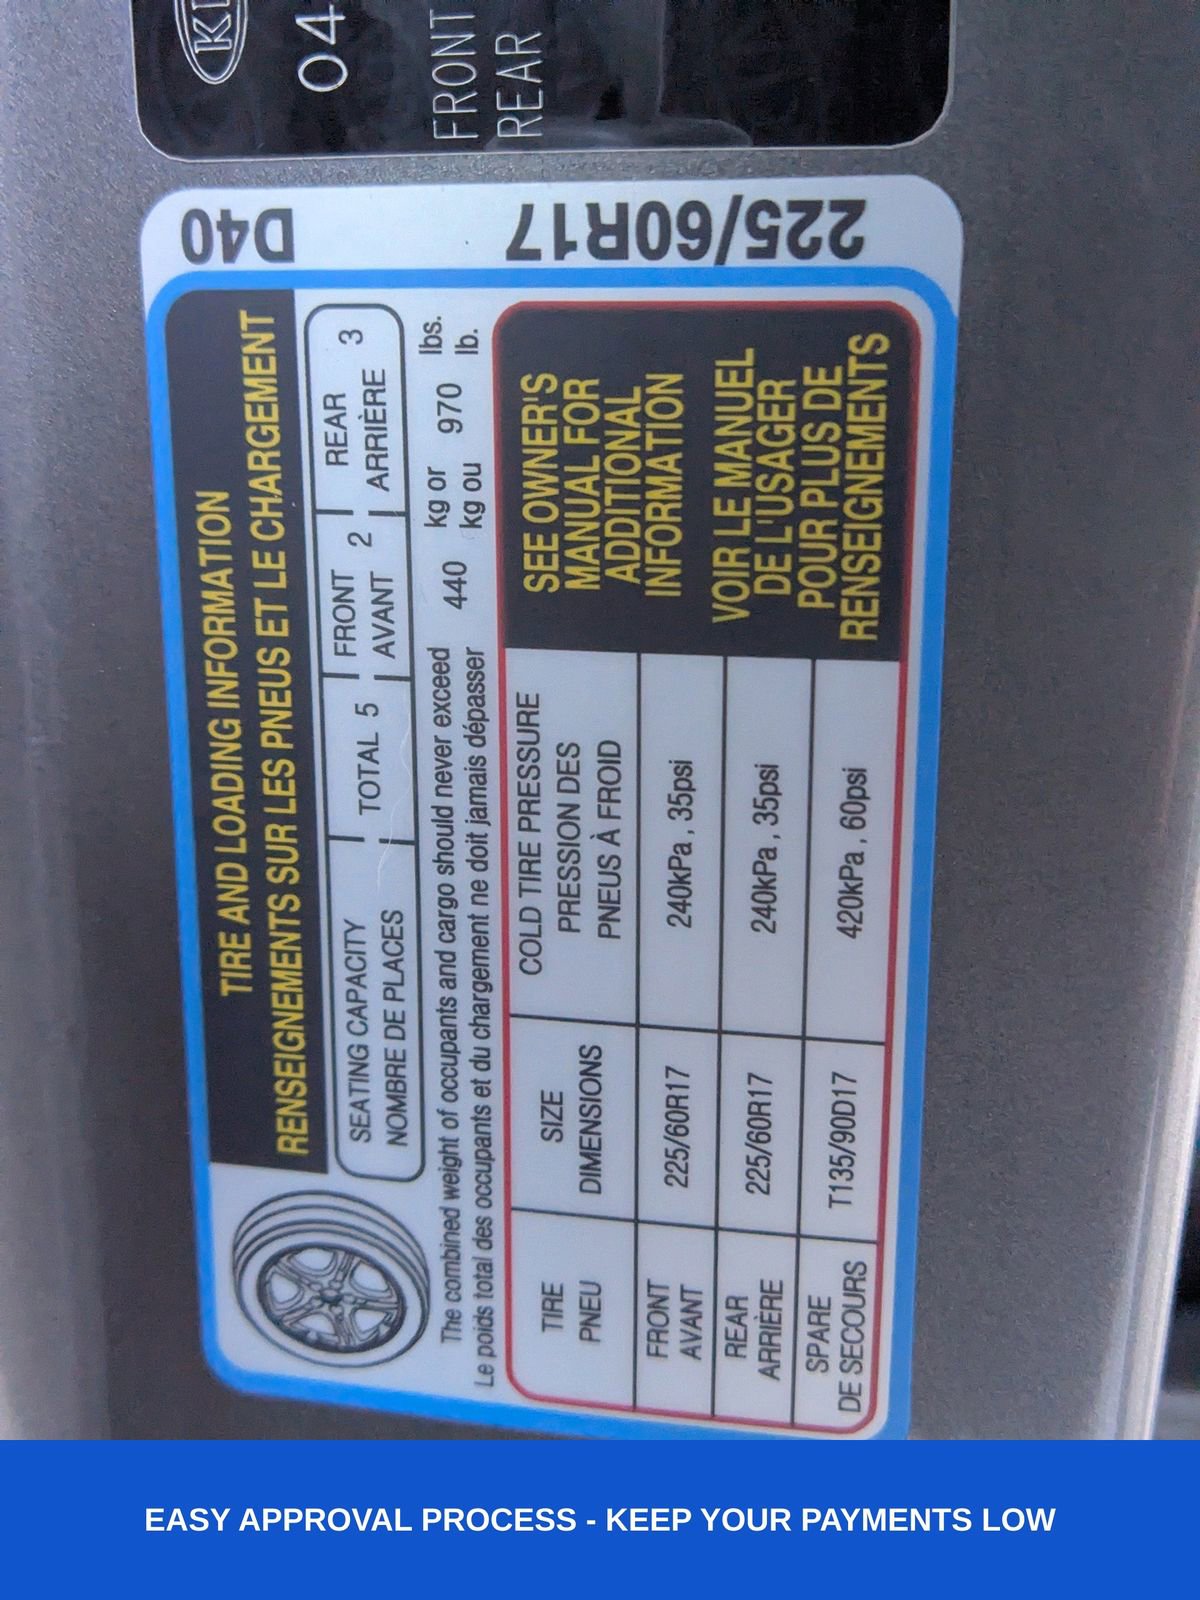 04
FRONT
REAR
D40
225/60R17
TIRE AND LOADING INFORMATION
RENSEIGNEMENTS SUR LES PNEUS ET LE CHARGEMENT
SEATING CAPACITY TOTAL 5 FRONT 2 REAR 3
NOMBRE DE PLACES AVANT ARRIÈRE
The combined weight of occupants and cargo should never exceed 440 kg or 970 lbs.
Le poids total des occupants et du chargement ne doit jamais dépasser kg ou lb.
TIRE SIZE COLD TIRE PRESSURE
PNEU DIMENSIONS PRESSION DES
PNEUS À FROID
FRONT 225/60R17 240kPa , 35psi
AVANT
REAR 225/60R17 240kPa , 35psi
ARRIÈRE
SPARE T135/90D17 420kPa , 60psi
DE SECOURS
SEE OWNER'S
MANUAL FOR
ADDITIONAL
INFORMATION
VOIR LE MANUEL
DE L'USAGER
POUR PLUS DE
RENSEIGNEMENTS
EASY APPROVAL PROCESS - KEEP YOUR PAYMENTS LOW